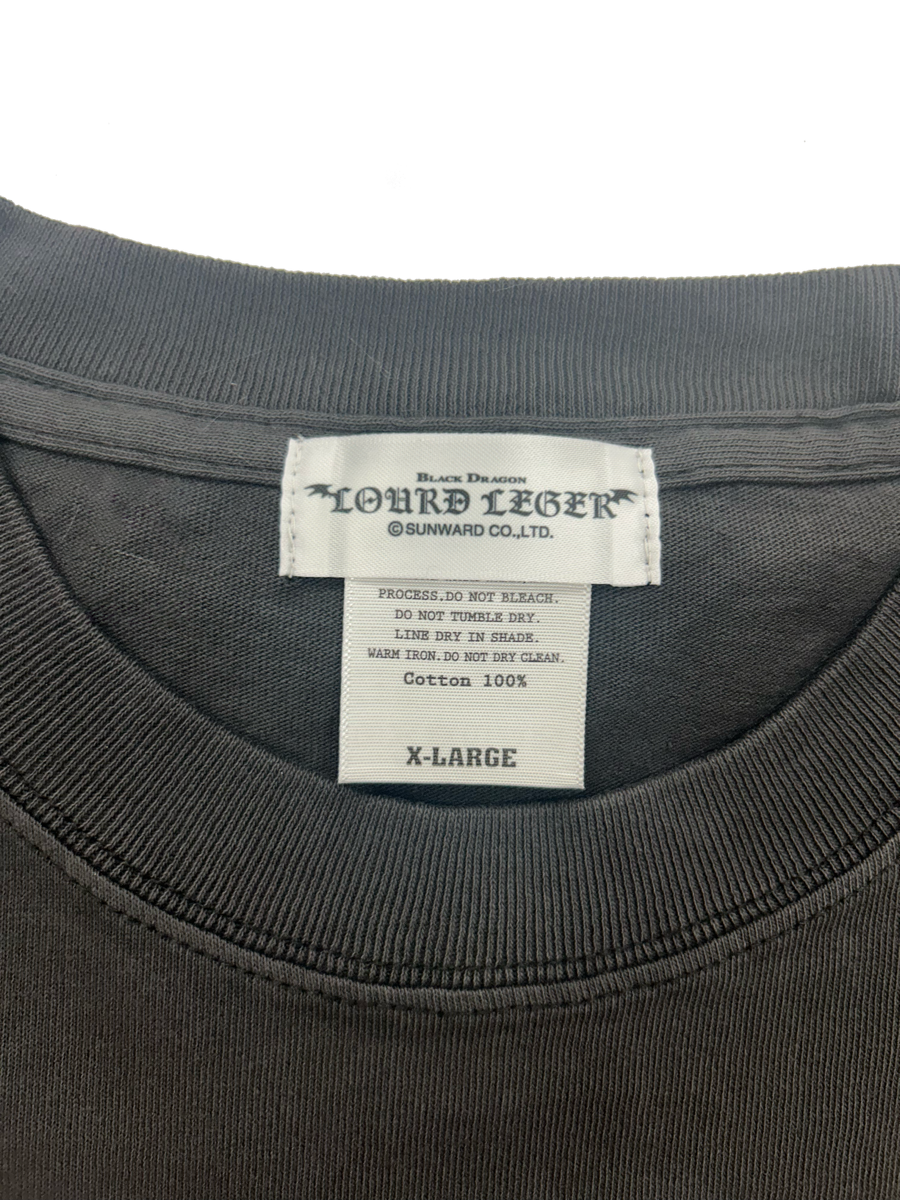 BLACK DRAGON
LOURD LEGER
©SUNWARD CO.,LTD.
PROCESS.DO NOT BLEACH.
DO NOT TUMBLE DRY.
LINE DRY IN SHADE.
WARM IRON.DO NOT DRY CLEAN.
Cotton 100%
X-LARGE